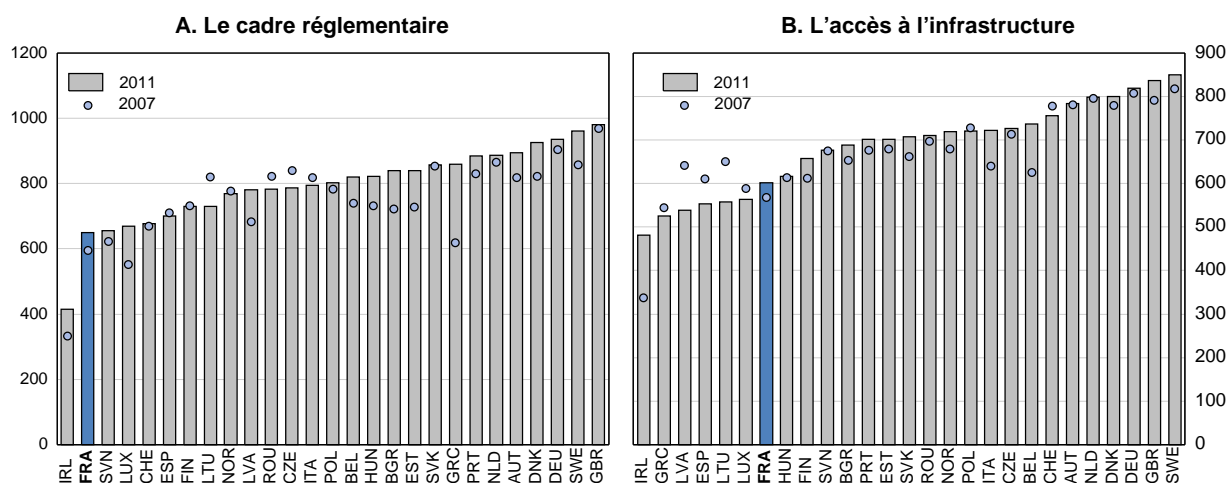 A. Le cadre réglementaire
1200
1000
800
600
400
200
0
2011
2007
IRL
FRA
SVN
LUX
CHE
ESP
FIN
LTU
NOR
LVA
ROU
CZE
ITA
POL
BEL
HUN
BGR
EST
SVK
GRC
PRT
NLD
AUT
DNK
DEU
SWE
GBR
B. L'accès à l'infrastructure
2011
2007
900
800
700
600
500
400
300
200
100
0
IRL
GRC
LVA
ESP
LTU
LUX
FRA
HUN
FIN
SVN
BGR
PRT
EST
SVK
ROU
NOR
POL
ITA
CZE
BEL
CHE
AUT
NLD
DNK
DEU
GBR
SWE